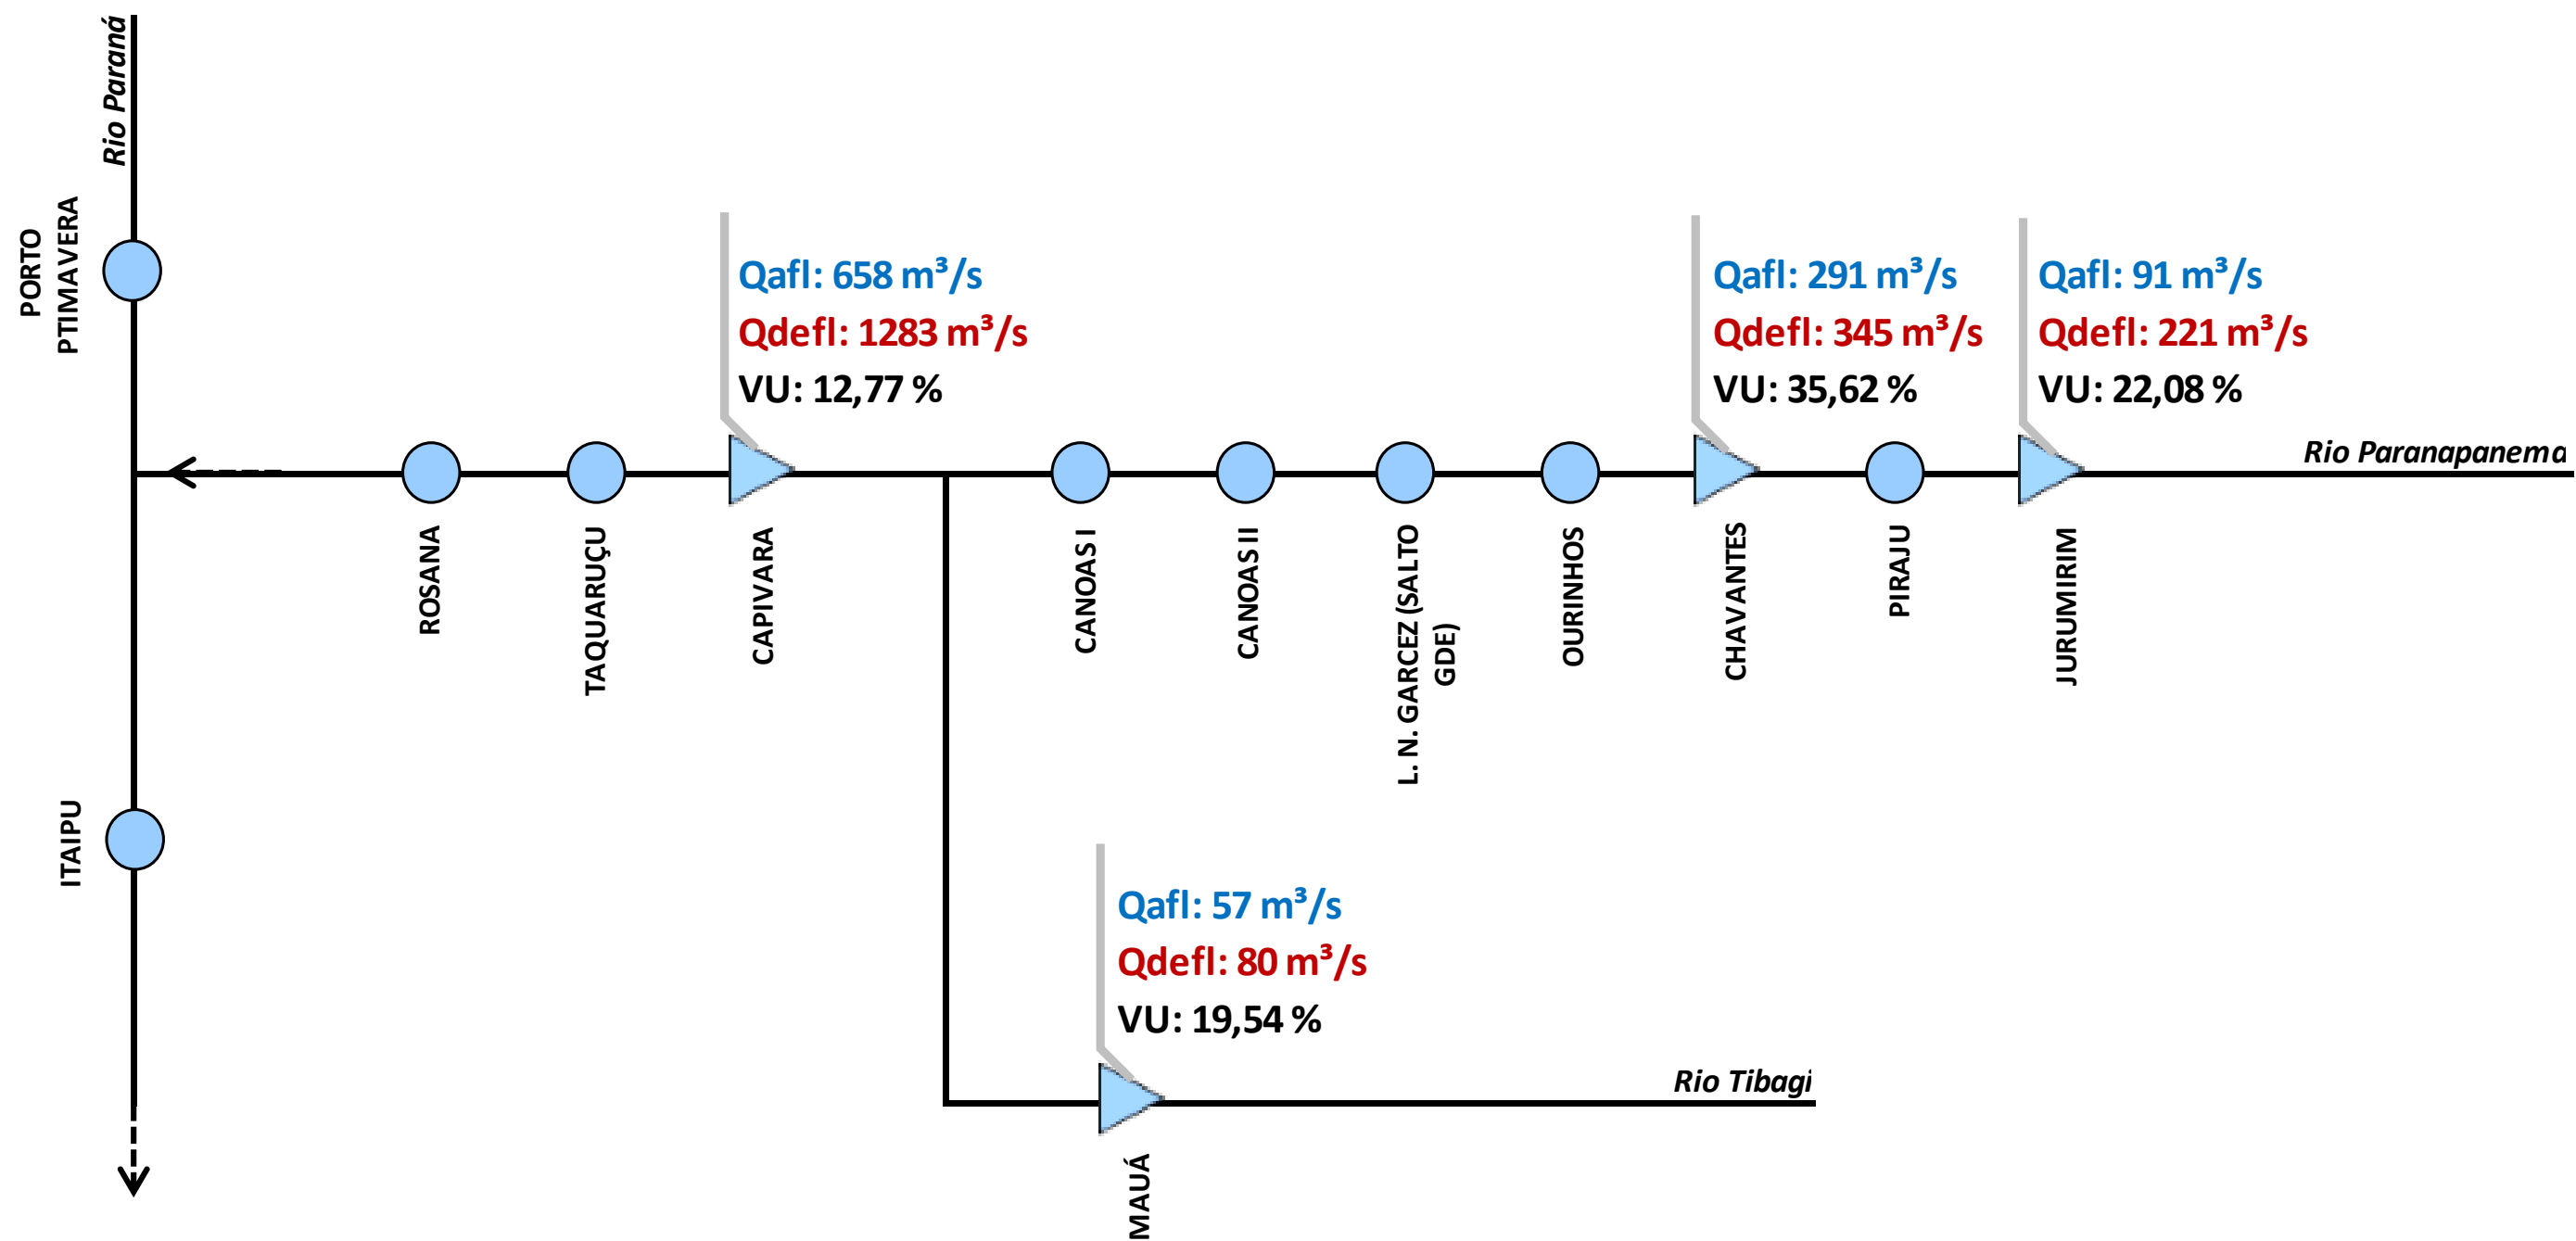 Rio Paraná
PORTO
PTIMAVERA
Qafl: 658 m³/s
Qdefl: 1283 m³/s
VU: 12,77 %
Qafl: 291 m³/s
Qdefl: 345 m³/s
VU: 35,62 %
Qafl: 91 m³/s
Qdefl: 221 m³/s
VU: 22,08 %
Rio Paranapanema
ROSANA
TAQUARUÇU
CAPIVARA
CANOAS I
CANOAS II
L. N. GARCEZ (SALTO
GDE)
OURINHOS
CHAVANTES
PIRAJU
JURUMIRIM
ITAIPU
Qafl: 57 m³/s
Qdefl: 80 m³/s
VU: 19,54 %
Rio Tibagi
MAUÁ